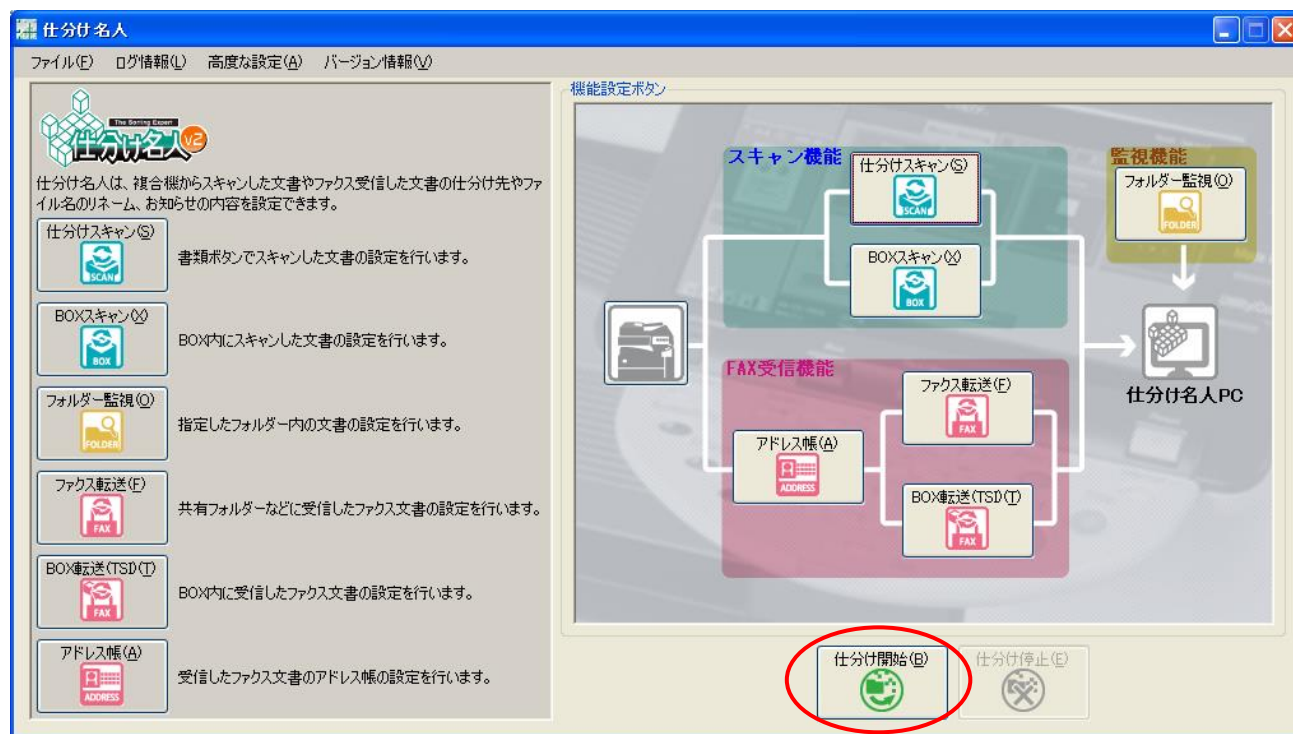 仕分け名人
ファイル(F) ログ情報(L) 高度な設定(A) バージョン情報(V)
The Sorting Expert
仕分け名人 V2
仕分け名人は、複合機からスキャンした文書やファクス受信した文書の仕分け先やファ
イル名のリネーム、お知らせの内容を設定できます。
仕分けスキャン(S)
SCAN
書類ボタンでスキャンした文書の設定を行います。
BOXスキャン(X)
BOX
BOX内にスキャンした文書の設定を行います。
フォルダー監視(O)
FOLDER
指定したフォルダー内の文書の設定を行います。
ファクス転送(F)
FAX
共有フォルダーなどに受信したファクス文書の設定を行います。
BOX転送(TSI)(T)
FAX
BOX内に受信したファクス文書の設定を行います。
アドレス帳(A)
ADDRESS
受信したファクス文書のアドレス帳の設定を行います。
機能設定ボタン
スキャン機能
仕分けスキャン(S)
SCAN
BOXスキャン(X)
BOX
監視機能
フォルダー監視(O)
FOLDER
仕分け名人PC
FAX受信機能
アドレス帳(A)
ADDRESS
ファクス転送(F)
FAX
BOX転送(TSI)(T)
FAX
仕分け開始(B)
仕分け停止(E)